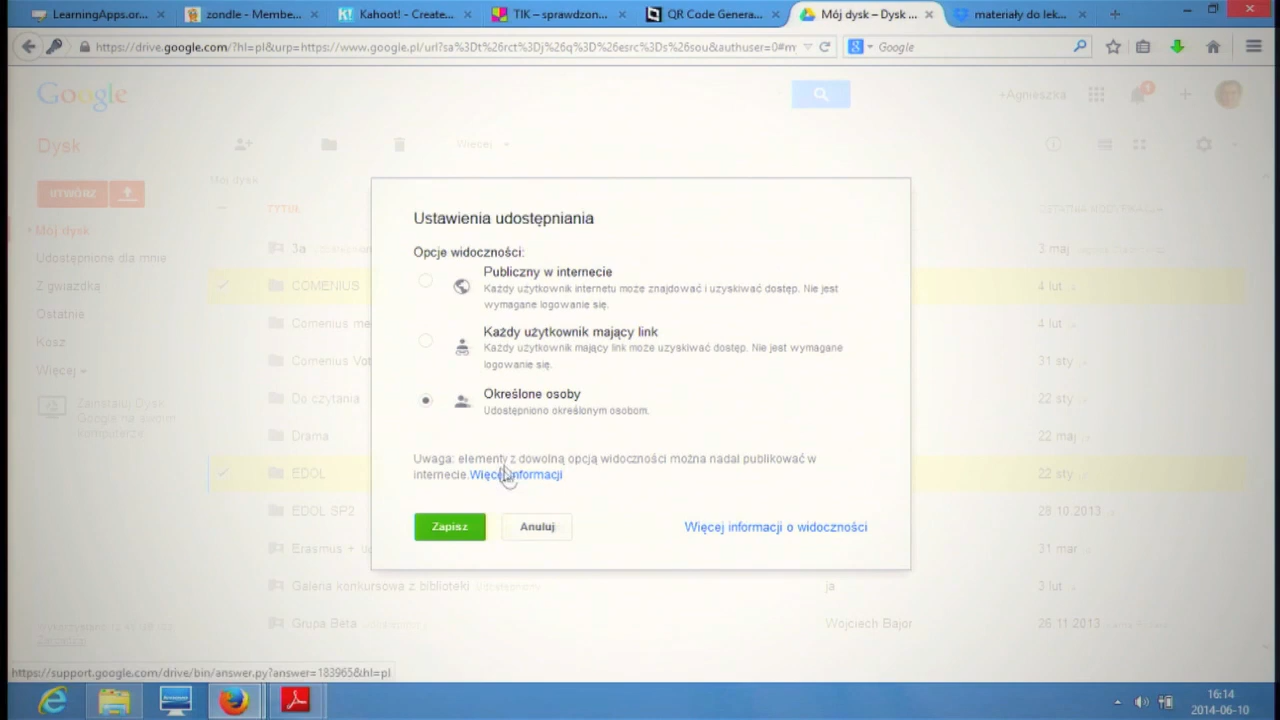 LearningApps.or...
zondle - Membe...
Kahoot! - Create...
TIK – sprawdzon...
QR Code Genera...
Mój dysk – Dysk ...
materiały do lek...
https://drive.google.com/?hl=pl&urp=https://www.google.pl/url?sa%3Dt%26rct%3Dj%26q%3D%26esrc%3Ds%26sou&authuser=0#m
Google
Google
+Agnieszka
Dysk
Więcej
UTWÓRZ
Mój dysk
TYTUŁ
Mój dysk
Udostępnione dla mnie
Z gwiazdką
Ostatnie
Kosz
Więcej
Zainstaluj Dysk
Google na swoim
komputerze
3a
3 maj
COMENIUS
4 lut
Comenius ma
4 lut
Comenius Vot
31 sty
Do czytania
22 sty
Drama
22 maj
EDOL
22 sty
EDOL SP2
28 10 2013
Erasmus +
31 mar
Galeria konkursowa z biblioteki
ja
3 lut
Grupa Beta
Wojciech Bajor
26 11 2013
Ustawienia udostępniania
Opcje widoczności:
Publiczny w internecie
Każdy użytkownik internetu może znajdować i uzyskiwać dostęp. Nie jest
wymagane logowanie się.
Każdy użytkownik mający link
Każdy użytkownik mający link może uzyskiwać dostęp. Nie jest wymagane
logowanie się.
Określone osoby
Udostępniono określonym osobom.
Uwaga: elementy z dowolną opcją widoczności można nadal publikować w
internecie. Więcej informacji
Zapisz
Anuluj
Więcej informacji o widoczności
https://support.google.com/drive/bin/answer.py?answer=183965&hl=pl
16:14
2014-06-10